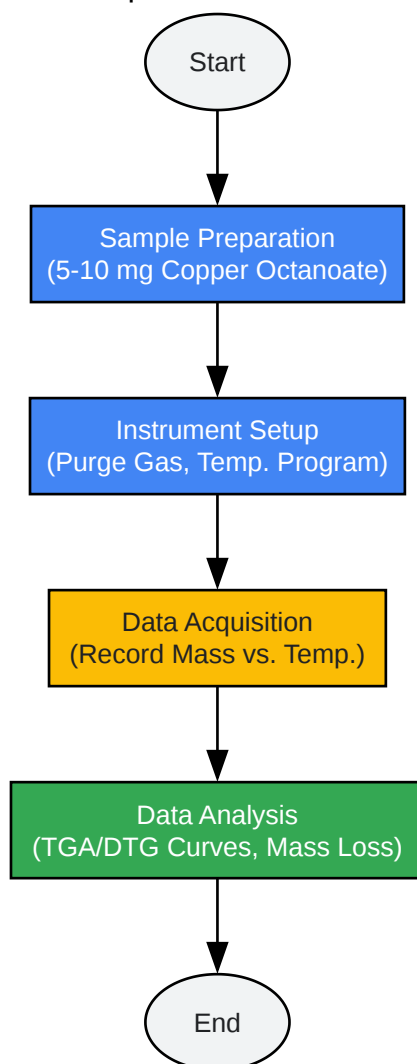 Start
Sample Preparation
(5-10 mg Copper Octanoate)
Instrument Setup
(Purge Gas, Temp. Program)
Data Acquisition
(Record Mass vs. Temp.)
Data Analysis
(TGA/DTG Curves, Mass Loss)
End